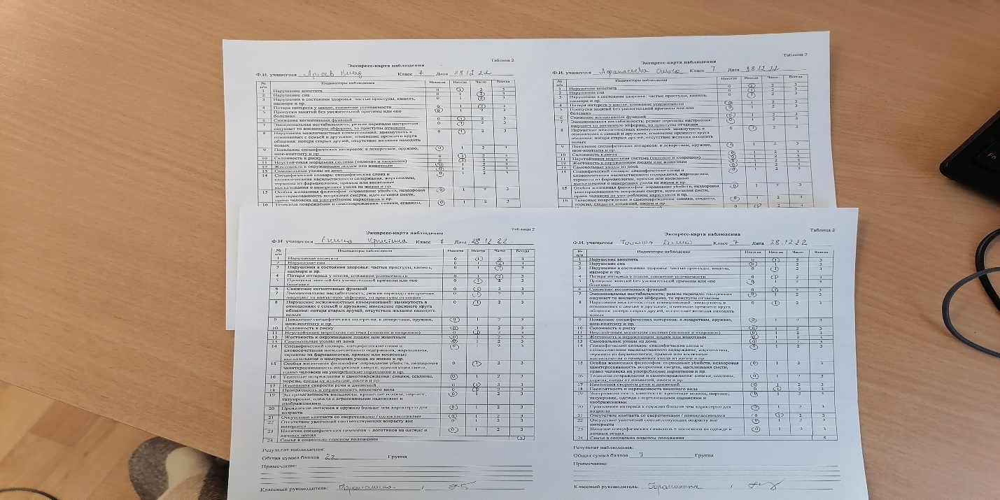 Таблица 2
Экспресс-карта наблюдения
Ф.И. учащегося Класс 7 Дата 28.12.22
№ п/п Индикаторы наблюдения Никогда Иногда Часто Всегда
1 Нарушение аппетита 0 1 2 3
2 Нарушение сна 0 1 2 3
3 Нарушения в состоянии здоровья: частые простуды, кашель, 0 1 2 3
насморк и пр.
4 Потеря интереса у школе, снижение успеваемости 0 1 2 3
5 Пропуски занятий без уважительной причины или «по 0 1 2 3
болезни»
6 Снижение когнитивных функций 0 1 2 3
7 Эмоциональная нестабильность; резкие перепады настроения: 0 1 2 3
ощущает то внезапную эйфорию, то приступы отчаяния
8 Нарушение межличностных коммуникаций: замкнутость в 0 1 2 3
отношениях с семьей и друзьями; изменение прежнего круга
общения: потеря старых друзей, отсутствие желания находить
новых
9 Появление специфических интересов: к лекарствам, оружию, 0 1 2 3
шок-контенту и пр.
10 Склонность к риску 0 1 2 3
11 Неустойчивая моральная система («плохо» и «хорошо») 0 1 2 3
12 Жестокость к окружающим людям или животным 0 1 2 3
13 Самовольные уходы из дома 0 1 2 3
14 Специфический словарь: специфические слова и
словосочетания насильственного содержания, жаргонизмы,
термины из фармакологии, прямые или косвенные
высказывания о намерениях ухода из жизни и пр.
15 Особая жизненная философия: оправдание убийств, нездоровая 0 1 2 3
заинтересованность вопросами смерти, идеализация смерти,
право человека на употребление наркотиков и пр.
16 Телесные повреждения и самоповреждения: синяки, ссадины, 0 1 2 3
Таблица 2
Экспресс-карта наблюдения
Ф.И. учащегося Класс 7 Дата 28.12.22
№ п/п Индикаторы наблюдения Никогда Иногда Часто Всегда
1 Нарушение аппетита 0 1 2 3
2 Нарушение сна 0 1 2 3
3 Нарушения в состоянии здоровья: частые простуды, кашель, 0 1 2 3
насморк и пр.
4 Потеря интереса у школе, снижение успеваемости 0 1 2 3
5 Пропуски занятий без уважительной причины или «по 0 1 2 3
болезни»
6 Снижение когнитивных функций 0 1 2 3
7 Эмоциональная нестабильность; резкие перепады настроения: 0 1 2 3
ощущает то внезапную эйфорию, то приступы отчаяния
8 Нарушение межличностных коммуникаций: замкнутость в 0 1 2 3
отношениях с семьей и друзьями; изменение прежнего круга
общения: потеря старых друзей, отсутствие желания находить
новых
9 Появление специфических интересов: к лекарствам, оружию, 0 1 2 3
шок-контенту и пр.
10 Склонность к риску 0 1 2 3
11 Неустойчивая моральная система («плохо» и «хорошо») 0 1 2 3
12 Жестокость к окружающим людям или животным 0 1 2 3
13 Самовольные уходы из дома 0 1 2 3
14 Специфический словарь: специфические слова и 0 1 2 3
словосочетания насильственного содержания, жаргонизмы,
термины из фармакологии, прямые или косвенные
высказывания о намерениях ухода из жизни и пр.
15 Особая жизненная философия: оправдание убийств, нездоровая 0 1 2 3
заинтересованность вопросами смерти, идеализация смерти,
право человека на употребление наркотиков и пр.
16 Телесные повреждения и самоповреждения: синяки, ссадины, 0 1 2 3
порезы, следы от инъекций, ожоги и пр.
Таблица 2
Экспресс-карта наблюдения
Ф.И. учащегося Кристина Класс 7 Дата 28.12.22
№ п/п Индикаторы наблюдения Никогда Иногда Часто Всегда
1 Нарушение аппетита 0 1 2 3
2 Нарушение сна 0 1 2 3
3 Нарушения в состоянии здоровья: частые простуды, кашель, 0 1 2 3
насморк и пр.
4 Потеря интереса у школе, снижение успеваемости 0 1 2 3
5 Пропуски занятий без уважительной причины или «по 0 1 2 3
болезни»
6 Снижение когнитивных функций 0 1 2 3
7 Эмоциональная нестабильность; резкие перепады настроения: 0 1 2 3
ощущает то внезапную эйфорию, то приступы отчаяния
8 Нарушение межличностных коммуникаций: замкнутость в 0 1 2 3
отношениях с семьей и друзьями; изменение прежнего круга
общения: потеря старых друзей, отсутствие желания находить
новых
9 Появление специфических интересов: к лекарствам, оружию, 0 1 2 3
шок-контенту и пр.
10 Склонность к риску 0 1 2 3
11 Неустойчивая моральная система («плохо» и «хорошо») 0 1 2 3
12 Жестокость к окружающим людям или животным 0 1 2 3
13 Самовольные уходы из дома 0 1 2 3
14 Специфический словарь: специфические слова и 0 1 2 3
словосочетания насильственного содержания, жаргонизмы,
термины из фармакологии, прямые или косвенные
высказывания о намерениях ухода из жизни и пр.
15 Особая жизненная философия: оправдание убийств, нездоровая 0 1 2 3
заинтересованность вопросами смерти, идеализация смерти,
право человека на употребление наркотиков и пр.
16 Телесные повреждения и самоповреждения: синяки, ссадины, 0 1 2 3
порезы, следы от инъекций, ожоги и пр.
17 Изменения скорости речи и движений 0 1 2 3
18 Неопрятность и неряшливость внешнего вида 0 1 2 3
19 Экстравагантность внешности: крашеные волосы, пирсинг, 0 1 2 3
татуировки, одежда с агрессивными надписями и
изображениями
20 Проявление интереса к оружию больше чем характерно для 0 1 2 3
возраста
21 Отсутствие контакта со сверстниками / одноклассниками 0 1 2 3
22 Отсутствие увлечений соответствующих возрасту вне 0 1 2 3
интернета
23 Наличие специфических символов + логотипов на одежде и 0 1 2 3
личных вещах
24 Семья в социально опасном положении 5
Результат наблюдения:
Общая сумма баллов 22 Группа
Примечание:
Классный руководитель:
Таблица 2
Экспресс-карта наблюдения
Ф.И. учащегося Класс 7 Дата 28.12.22
№ п/п Индикаторы наблюдения Никогда Иногда Часто Всегда
1 Нарушение аппетита 0 1 2 3
2 Нарушение сна 0 1 2 3
3 Нарушения в состоянии здоровья: частые простуды, кашель, 0 1 2 3
насморк и пр.
4 Потеря интереса у школе, снижение успеваемости 0 1 2 3
5 Пропуски занятий без уважительной причины или «по 0 1 2 3
болезни»
6 Снижение когнитивных функций 0 1 2 3
7 Эмоциональная нестабильность; резкие перепады настроения: 0 1 2 3
ощущает то внезапную эйфорию, то приступы отчаяния
8 Нарушение межличностных коммуникаций: замкнутость в 0 1 2 3
отношениях с семьей и друзьями; изменение прежнего круга
общения: потеря старых друзей, отсутствие желания находить
новых
9 Появление специфических интересов: к лекарствам, оружию, 0 1 2 3
шок-контенту и пр.
10 Склонность к риску 0 1 2 3
11 Неустойчивая моральная система («плохо» и «хорошо») 0 1 2 3
12 Жестокость к окружающим людям или животным 0 1 2 3
13 Самовольные уходы из дома 0 1 2 3
14 Специфический словарь: специфические слова и 0 1 2 3
словосочетания насильственного содержания, жаргонизмы,
термины из фармакологии, прямые или косвенные
высказывания о намерениях ухода из жизни и пр.
15 Особая жизненная философия: оправдание убийств, нездоровая 0 1 2 3
заинтересованность вопросами смерти, идеализация смерти,
право человека на употребление наркотиков и пр.
16 Телесные повреждения и самоповреждения: синяки, ссадины, 0 1 2 3
порезы, следы от инъекций, ожоги и пр.
17 Изменения скорости речи и движений 0 1 2 3
18 Неопрятность и неряшливость внешнего вида 0 1 2 3
19 Экстравагантность внешности: крашеные волосы, пирсинг, 0 1 2 3
татуировки, одежда с агрессивными надписями и
изображениями
20 Проявление интереса к оружию больше чем характерно для 0 1 2 3
возраста
21 Отсутствие контакта со сверстниками / одноклассниками 0 1 2 3
22 Отсутствие увлечений соответствующих возрасту вне 0 1 2 3
интернета
23 Наличие специфических символов + логотипов на одежде и 0 1 2 3
личных вещах
24 Семья в социально опасном положении 5
Результат наблюдения:
Общая сумма баллов Группа
Примечание:
Классный руководитель:
Fn